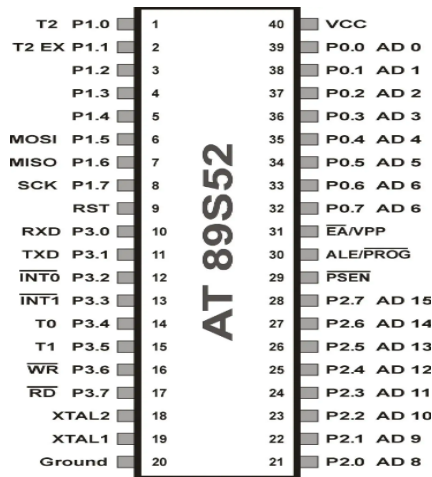 T2 P1.0 1 40 VCC
T2 EX P1.1 2 39 P0.0 AD 0
P1.2 3 38 P0.1 AD 1
P1.3 4 37 P0.2 AD 2
P1.4 5 36 P0.3 AD 3
MOSI P1.5 6 35 P0.4 AD 4
MISO P1.6 7 34 P0.5 AD 5
SCK P1.7 8 33 P0.6 AD 6
RST 9 32 P0.7 AD 6
RXD P3.0 10 31 EA/VPP
TXD P3.1 11 30 ALE/PROG
INT0 P3.2 12 29 PSEN
INT1 P3.3 13 28 P2.7 AD 15
T0 P3.4 14 27 P2.6 AD 14
T1 P3.5 15 26 P2.5 AD 13
WR P3.6 16 25 P2.4 AD 12
RD P3.7 17 24 P2.3 AD 11
XTAL2 18 23 P2.2 AD 10
XTAL1 19 22 P2.1 AD 9
Ground 20 21 P2.0 AD 8
AT 89S52